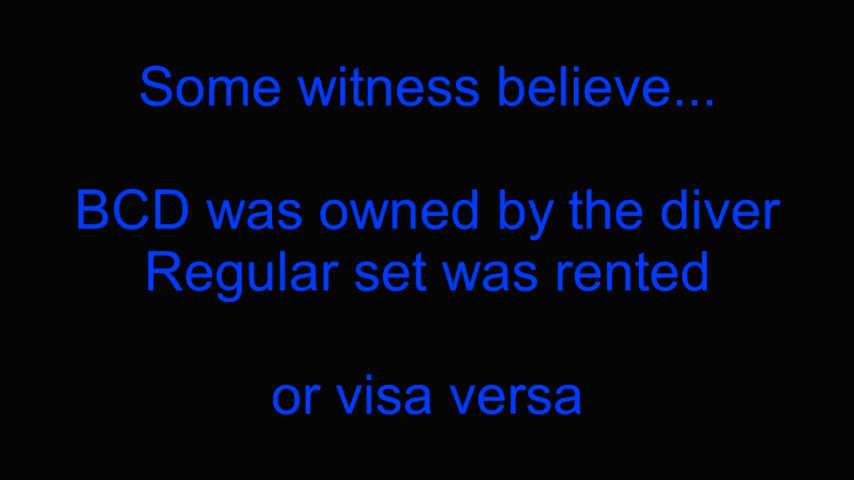 Some witness believe...
BCD was owned by the diver
Regular set was rented
or visa versa